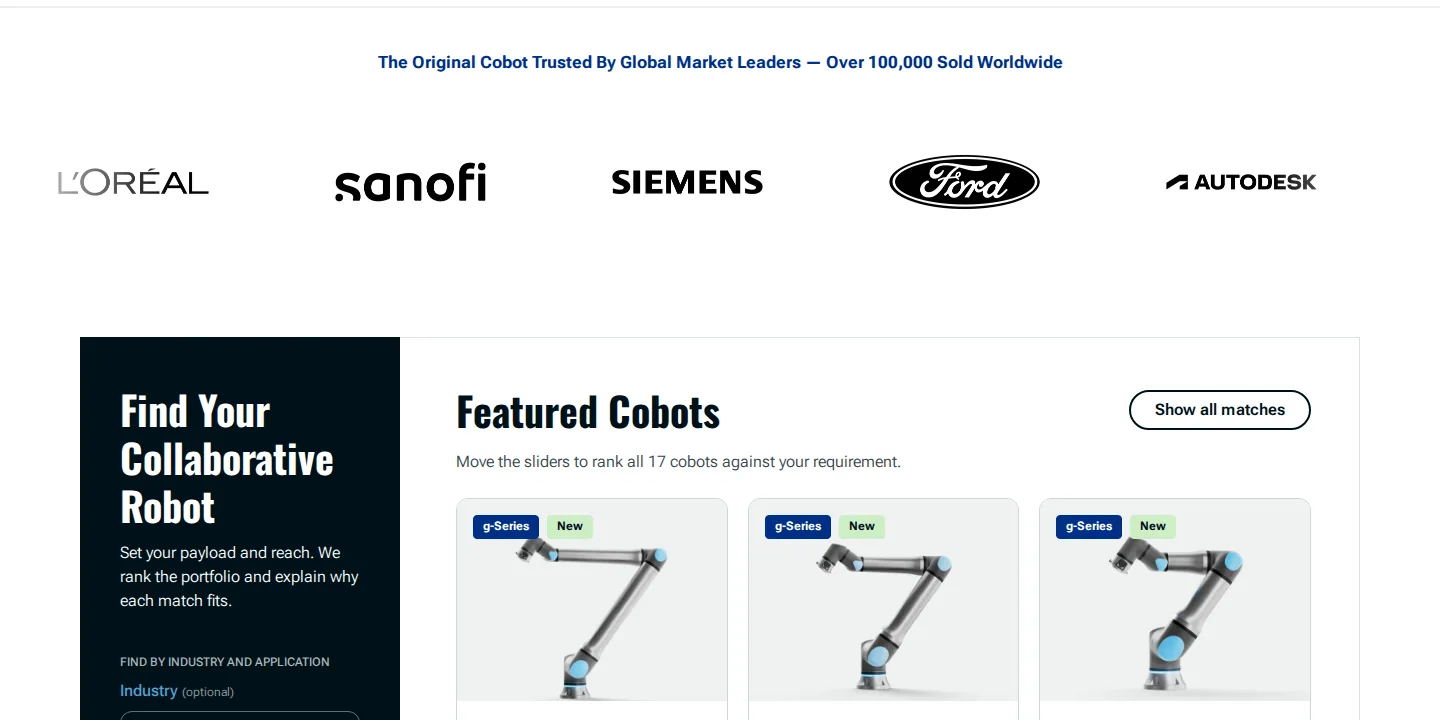 The Original Cobot Trusted By Global Market Leaders — Over 100,000 Sold Worldwide
L'ORÉAL
sanofi
SIEMENS
Ford
AUTODESK
Find Your
Collaborative
Robot
Set your payload and reach. We
rank the portfolio and explain why
each match fits.
FIND BY INDUSTRY AND APPLICATION
Industry (optional)
Featured Cobots
Show all matches
Move the sliders to rank all 17 cobots against your requirement.
g-Series New
g-Series New
g-Series New